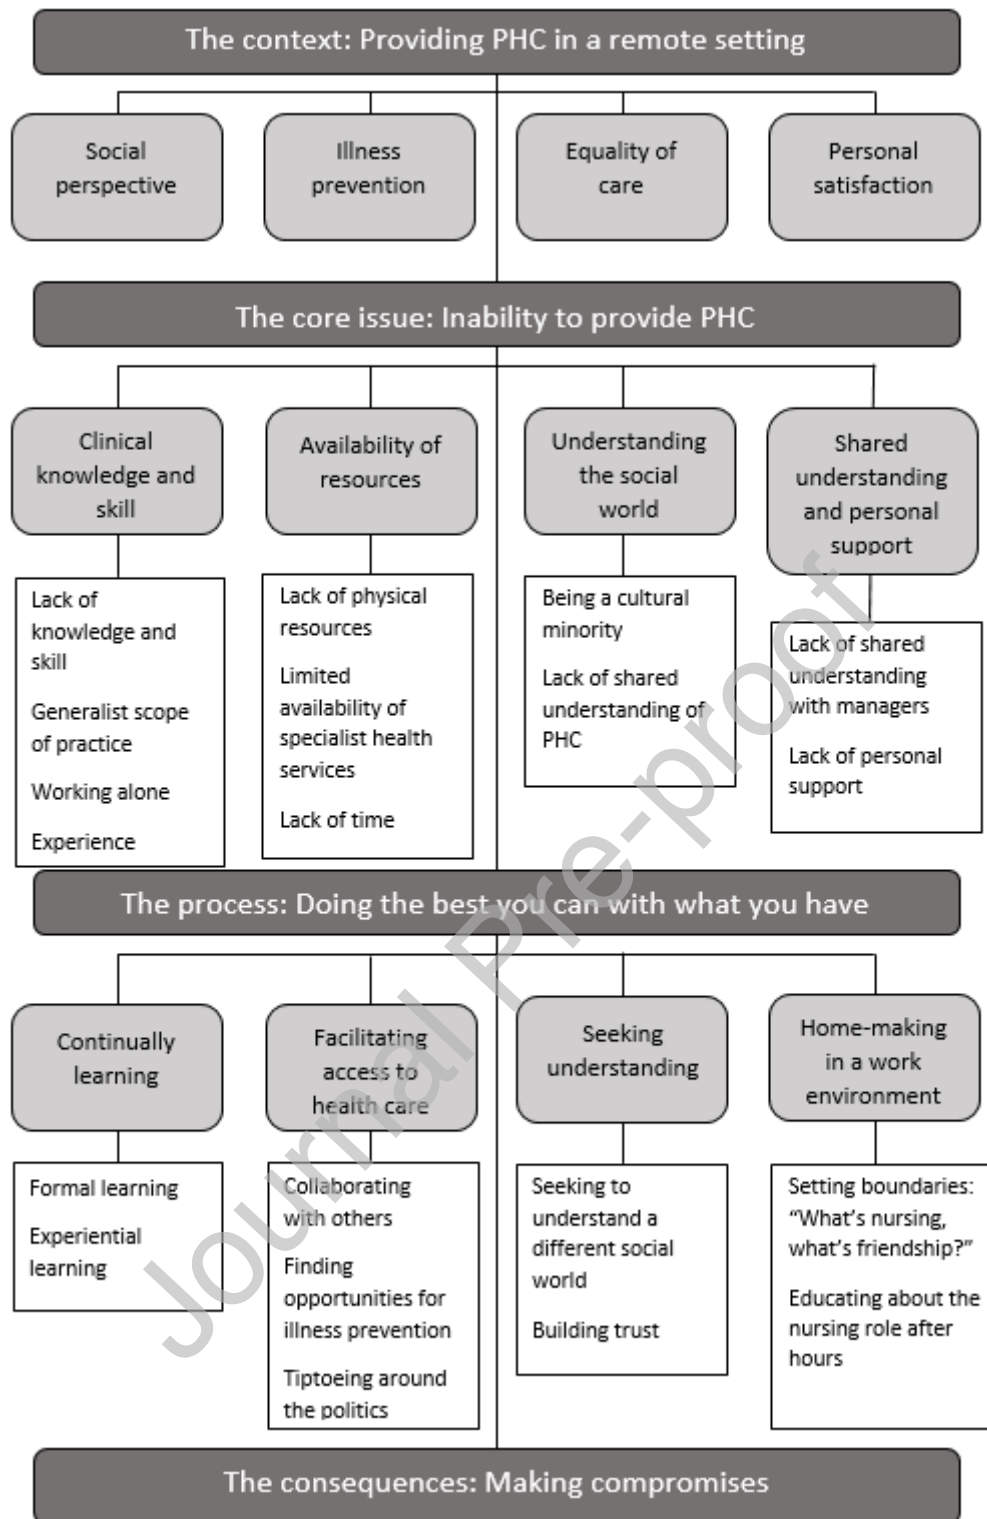 The context: Providing PHC in a remote setting
Social
perspective
Illness
prevention
Equality of
care
Personal
satisfaction
The core issue: Inability to provide PHC
Clinical
knowledge and
skill
Availability of
resources
Understanding
the social
world
Shared
understanding
and personal
support
Lack of
knowledge and
skill
Generalist scope
of practice
Working alone
Experience
Lack of physical
resources
Limited
availability of
specialist health
services
Lack of time
Being a cultural
minority
Lack of shared
understanding of
PHC
Lack of shared
understanding
with managers
Lack of personal
support
The process: Doing the best you can with what you have
Continually
learning
Facilitating
access to
health care
Seeking
understanding
Home-making
in a work
environment
Formal learning
Experiential
learning
Collaborating
with others
Finding
opportunities for
illness prevention
Tiptoeing around
the politics
Seeking to
understand a
different social
world
Building trust
Setting boundaries:
“What’s nursing,
what’s friendship?”
Educating about the
nursing role after
hours
The consequences: Making compromises
Journal Pre-proof